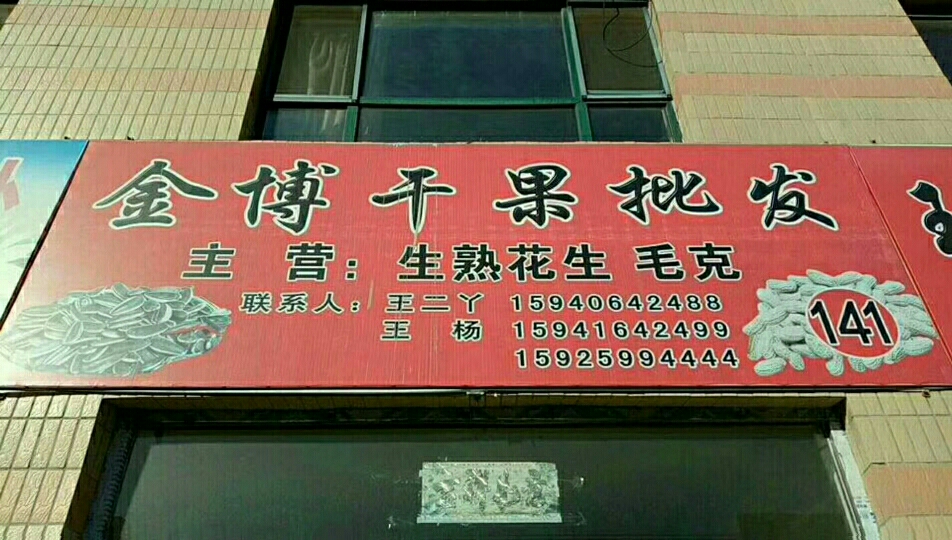 金博干果批发
主 营：生熟花生 毛克
联系人：王二丫 15940642488
王 杨 15941642499
15925994444
141